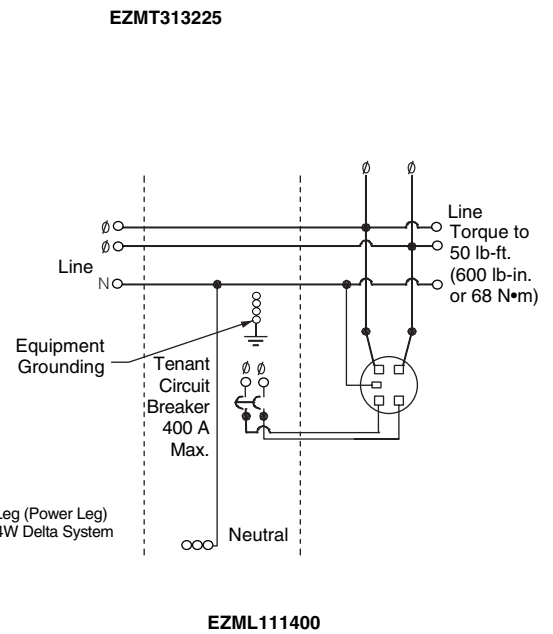 EZMT313225
Ø
Ø
Ø
Ø
Line
N
Line
Torque to
50 lb-ft.
(600 lb-in.
or 68 N•m)
Equipment
Grounding
Tenant
Circuit
Breaker
400 A
Max.
Ø Ø
Leg (Power Leg)
4W Delta System
Neutral
EZML111400